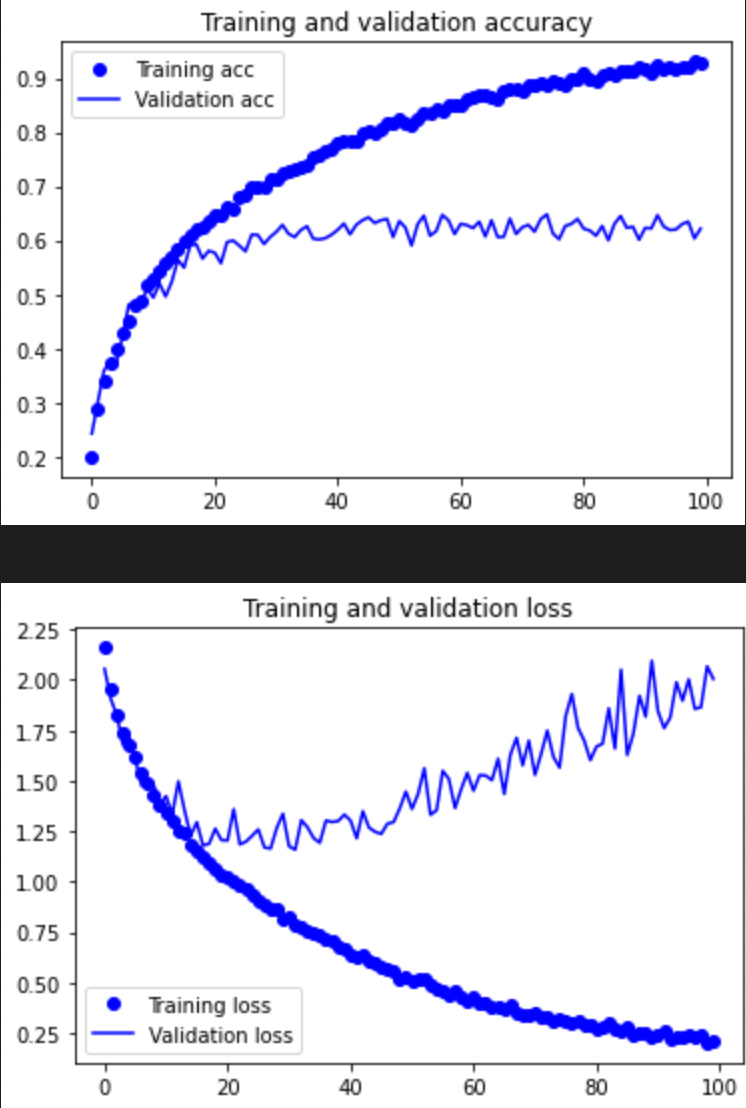 Training and validation accuracy
Training acc
Validation acc
0.9
0.8
0.7
0.6
0.5
0.4
0.3
0.2
0 20 40 60 80 100
Training and validation loss
2.25
2.00
1.75
1.50
1.25
1.00
0.75
0.50
0.25
Training loss
Validation loss
0 20 40 60 80 100